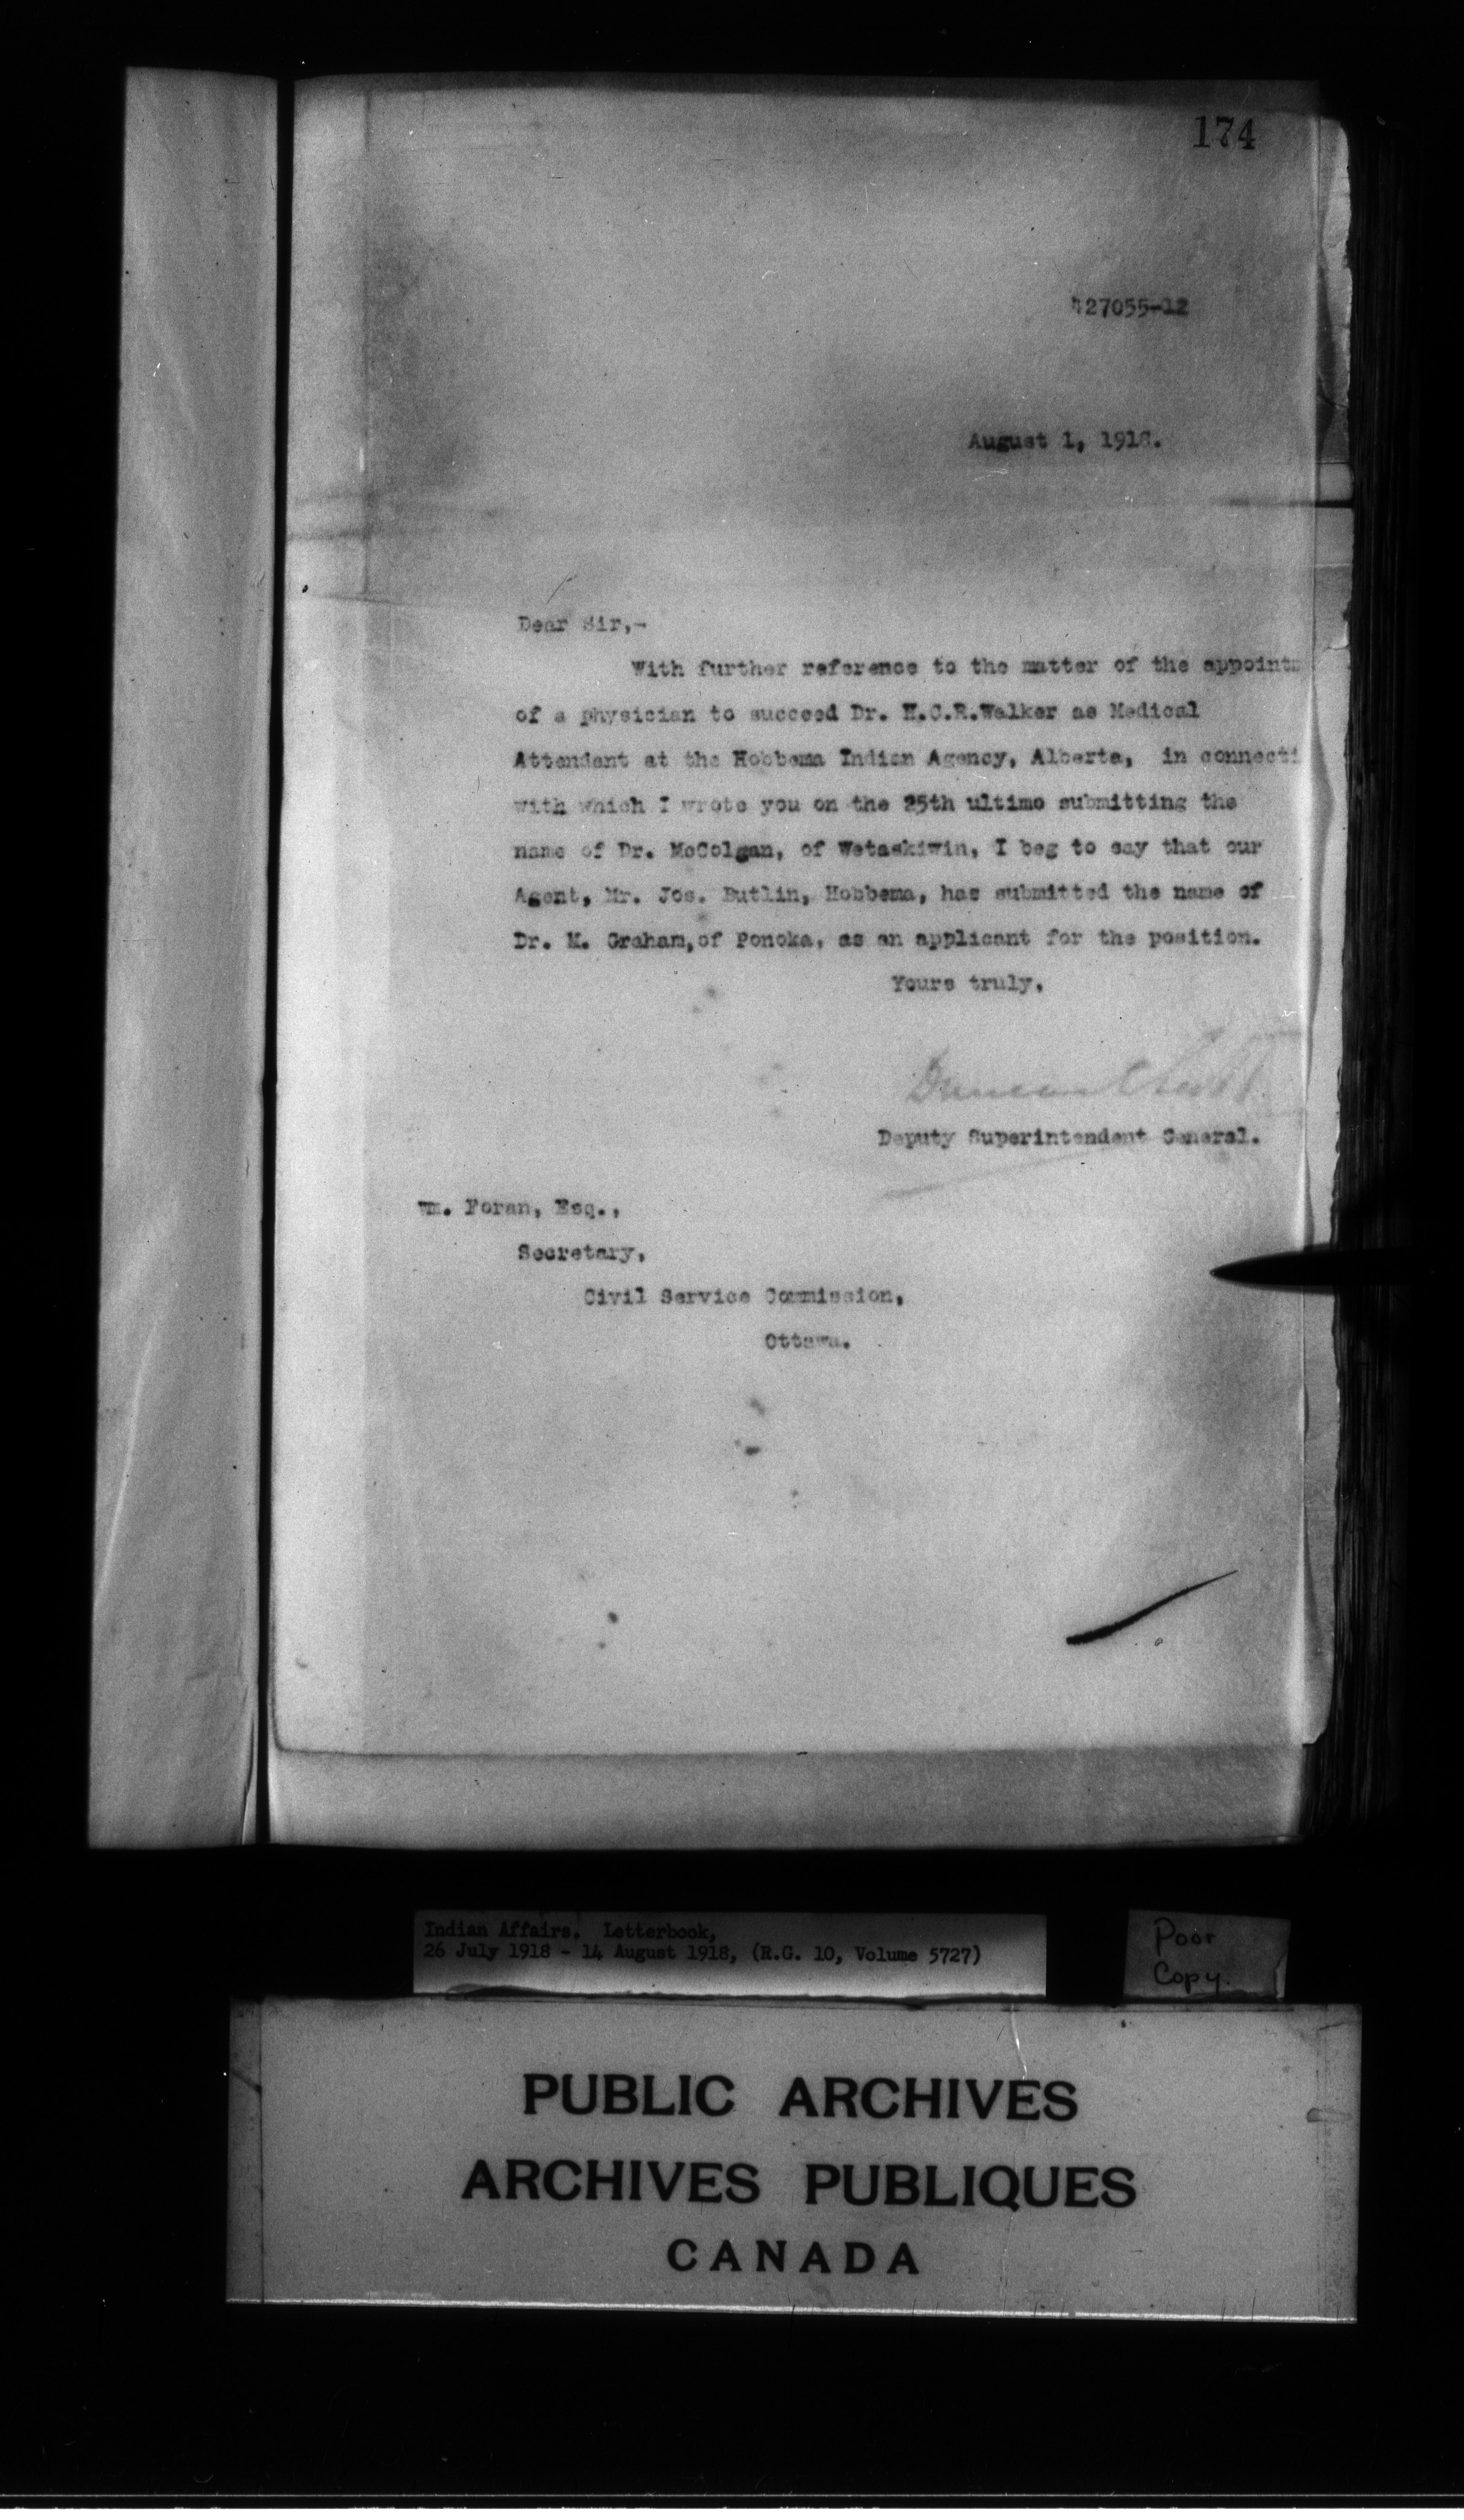 174
427055-12
August 1, 1918.
Dear Sir,-
With further reference to the matter of the appointm
of a physician to succeed Dr. H.C.R.Walker as Medical
Attendant at the Hobbema Indian Agency, Alberta, in connecti
with which I wrote you on the 25th ultimo submitting the
name of Dr. McColgan, of Wetaskiwin, I beg to say that our
Agent, Mr. Jos. Butlin, Hobbema, has submitted the name of
Dr. M. Graham,of Ponoka, as an applicant for the position.
Yours truly,
Duncan C Scott
Deputy Superintendent General.
Wm. Foran, Esq.,
Secretary,
Civil Service Commission,
Ottawa.
Indian Affairs. Letterbook,
26 July 1918 - 14 August 1918, (R.G. 10, Volume 5727)
Poor
Copy.
PUBLIC ARCHIVES
ARCHIVES PUBLIQUES
CANADA